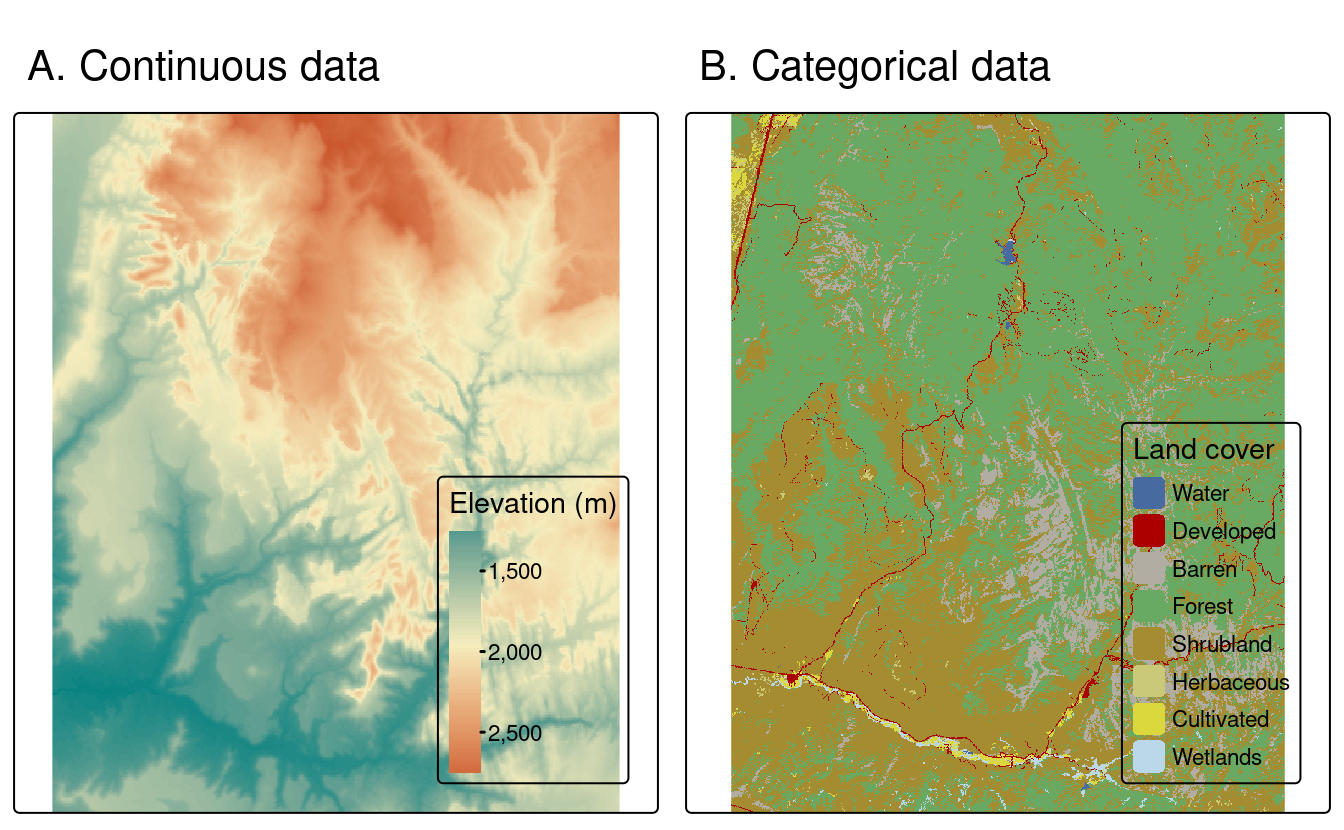 A. Continuous data
B. Categorical data
Elevation (m)
1,500
2,000
2,500
Land cover
Water
Developed
Barren
Forest
Shrubland
Herbaceous
Cultivated
Wetlands